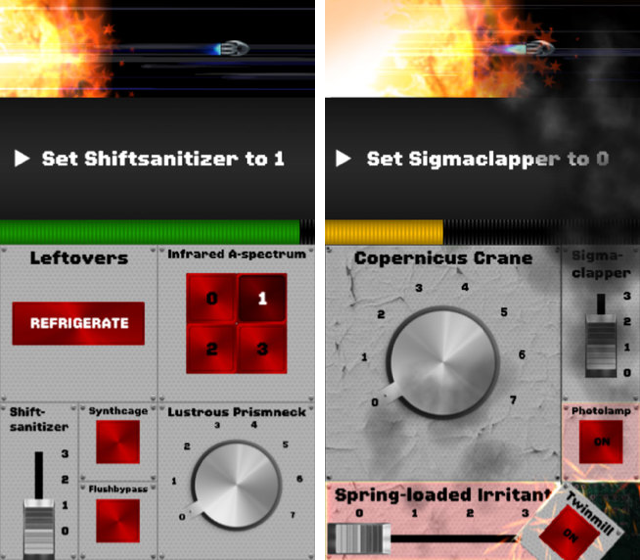 Set Shiftsanitizer to 1
Leftovers
REFRIGERATE
Infrared A-spectrum
0 1
2 3
Shift-
sanitizer
3
2
1
0
Synthcage
Flushbypass
Lustrous Prismneck
0 1 2 3 4 5 6 7
Set Sigmaclapper to 0
Copernicus Crane
0 1 2 3 4 5 6 7
Sigma-
clapper
3
2
1
0
Photolamp
ON
Spring-loaded Irritant
0 1 2 3
Twinmill
ON